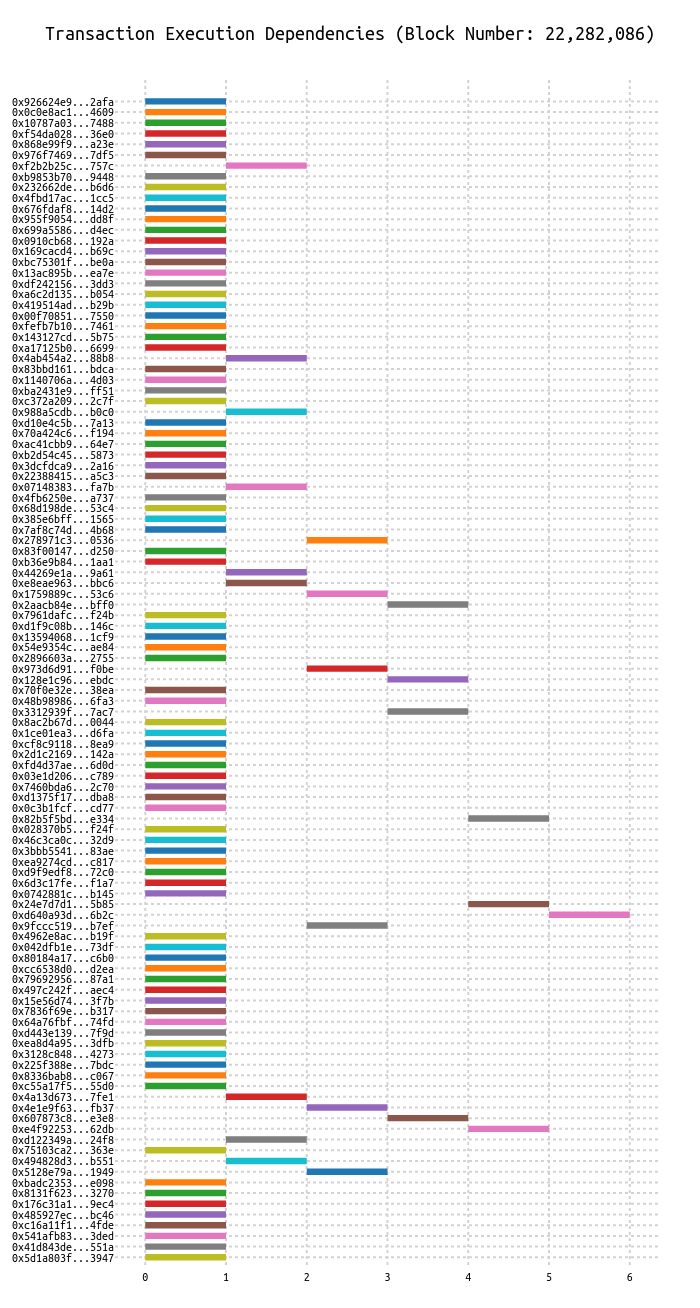 Transaction Execution Dependencies (Block Number: 22,282,086)
0x926624e9...2afa
0x0c0e8ac1...4609
0x10787a03...7488
0xf54da028...36e0
0x868e99f9...a23e
0x976f7469...7df5
0xf2b2b25c...757c
0xb9853b70...9448
0x232662de...b6d6
0x4fbd17ac...1cc5
0x676fdaf8...14d2
0x955f9054...dd8f
0x699a5586...d4ec
0x0910cb68...192a
0x169cacd4...b69c
0xbc75301f...be0a
0x13ac895b...ea7e
0xdf242156...3dd3
0xa6c2d135...b054
0x419514ad...b29b
0x00f70851...7550
0xfefb7b10...7461
0x143127cd...5b75
0xa17125b0...6699
0x4ab454a2...88b8
0x83bbd161...bdca
0x1140706a...4d03
0xba2431e9...ff51
0xc372a209...2c7f
0x988a5cdb...b0c0
0xd10e4c5b...7a13
0x70a424c6...f194
0xac41cbb9...64e7
0xb2d54c45...5873
0x3dcfdca9...2a16
0x22388415...a5c3
0x07148383...fa7b
0x4fb6250e...a737
0x68d198de...53c4
0x385e6bff...1565
0x7af8c74d...4b68
0x278971c3...0536
0x83f00147...d250
0xb36e9b84...1aa1
0x44269e1a...9a61
0xe8eae963...bbc6
0x1759889c...53c6
0x2aacb84e...bff0
0x7961dafc...f24b
0xd1f9c08b...146c
0x13594068...1cf9
0x54e9354c...ae84
0x2896603a...2755
0x973d6d91...f0be
0x128e1c96...ebdc
0x70f0e32e...38ea
0x48b98986...6fa3
0x3312939f...7ac7
0x8ac2b67d...0044
0x1ce01ea3...d6fa
0xcf8c9118...8ea9
0x2d1c2169...142a
0xfd4d37ae...6d0d
0x03e1d206...c789
0x7460bda6...2c70
0xd1375f17...dba8
0x0c3b1fcf...cd77
0x82b5f5bd...e334
0x028370b5...f24f
0x46c3ca0c...32d9
0x3bbb5541...83ae
0xea9274cd...c817
0xd9f9edf8...72c0
0x6d3c17fe...f1a7
0x0742881c...b145
0x24e7d7d1...5b85
0xd640a93d...6b2c
0x9fccc519...b7ef
0x4962e8ac...b19f
0x042dfb1e...73df
0x80184a17...c6b0
0xcc6538d0...d2ea
0x79692956...87a1
0x497c242f...aec4
0x15e56d74...3f7b
0x7836f69e...b317
0x64a76fbf...74fd
0xd443e139...7f9d
0xea8d4a95...3dfb
0x3128c848...4273
0x225f388e...7bdc
0x8336bab8...c067
0xc55a17f5...55d0
0x4a13d673...7fe1
0x4e1e9f63...fb37
0x607873c8...e3e8
0xe4f92253...62db
0xd122349a...24f8
0x75103ca2...363e
0x494828d3...b551
0x5128e79a...1949
0xbadc2353...e098
0x8131f623...3270
0x176c31a1...9ec4
0x485927ec...bc46
0xc16a11f1...4fde
0x541afb83...3ded
0x41d843de...551a
0x5d1a803f...3947
0 1 2 3 4 5 6